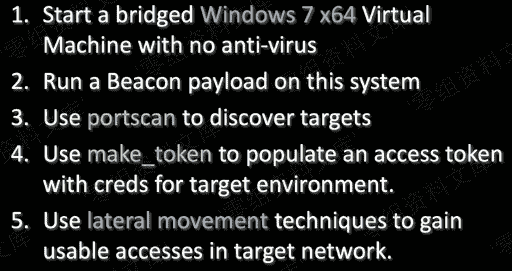 1. Start a bridged Windows 7 x64 Virtual
Machine with no anti-virus
2. Run a Beacon payload on this system
3. Use portscan to discover targets
4. Use make_token to populate an access token
with creds for target environment.
5. Use lateral movement techniques to gain
usable accesses in target network.